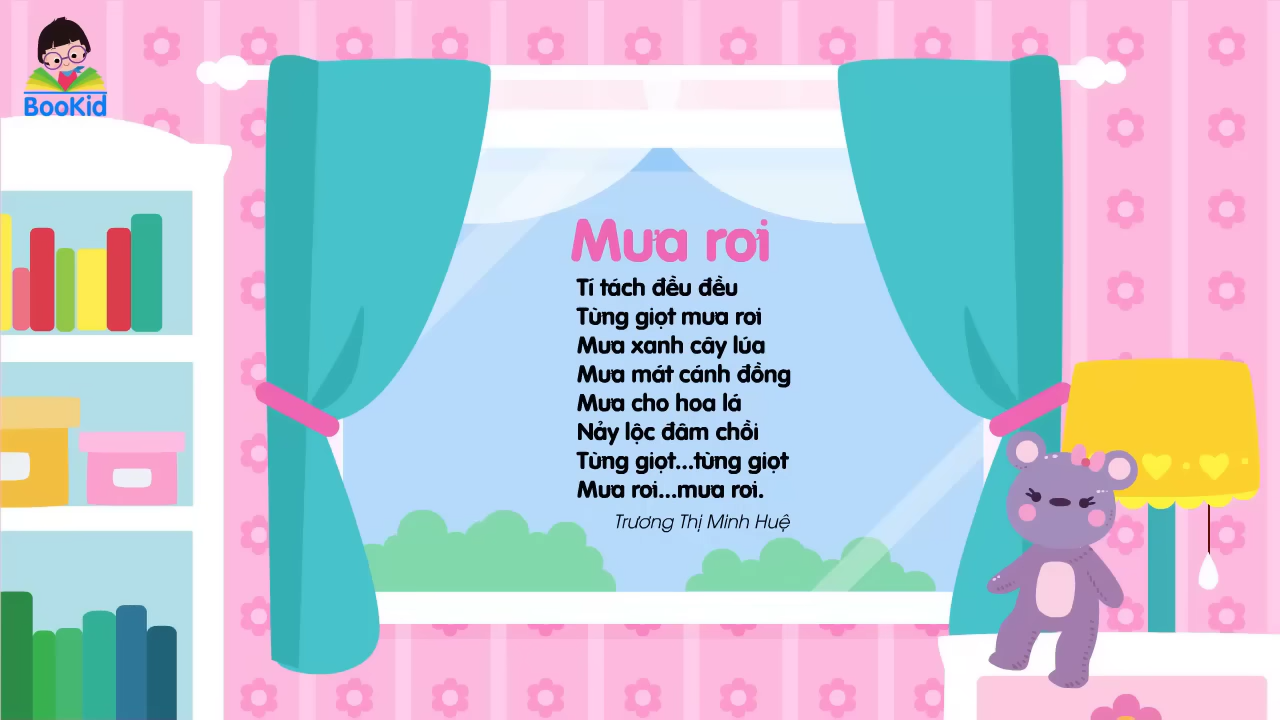 BooKid
Mưa rơi
Tí tách đều đều
Từng giọt mưa rơi
Mưa xanh cây lúa
Mưa mát cánh đồng
Mưa cho hoa lá
Nảy lộc đâm chồi
Từng giọt...từng giọt
Mưa rơi...mưa rơi.
Trương Thị Minh Huệ